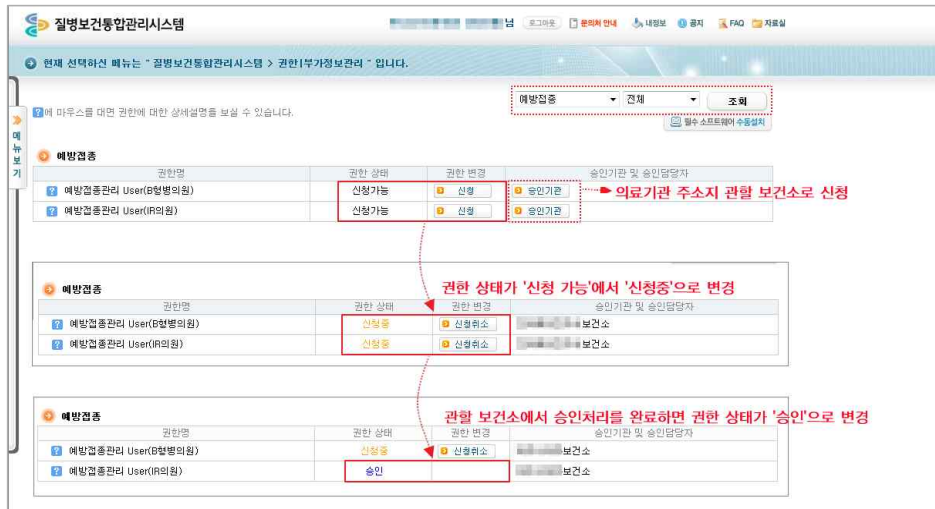 질병보건통합관리시스템
님 로그아웃 문의처 안내 내정보 공지 FAQ 자료실
현재 선택하신 메뉴는 " 질병보건통합관리시스템 > 권한|부가정보관리 " 입니다.
예방접종 전체 조회
?에 마우스를 대면 권한에 대한 상세설명를 보실 수 있습니다.
필수 소프트웨어 수동설치
메뉴보기
예방접종
권한명 권한 상태 권한 변경 승인기관 및 승인담당자
? 예방접종관리 User(B형병의원) 신청가능 신청 승인기관 의료기관 주소지 관할 보건소로 신청
? 예방접종관리 User(IR의원) 신청가능 신청 승인기관
권한 상태가 '신청 가능'에서 '신청중'으로 변경
예방접종
권한명 권한 상태 권한 변경 승인기관 및 승인담당자
? 예방접종관리 User(B형병의원) 신청중 신청취소 보건소
? 예방접종관리 User(IR의원) 신청중 신청취소 보건소
관할 보건소에서 승인처리를 완료하면 권한 상태가 '승인'으로 변경
예방접종
권한명 권한 상태 권한 변경 승인기관 및 승인담당자
? 예방접종관리 User(B형병의원) 신청중 신청취소 보건소
? 예방접종관리 User(IR의원) 승인 보건소